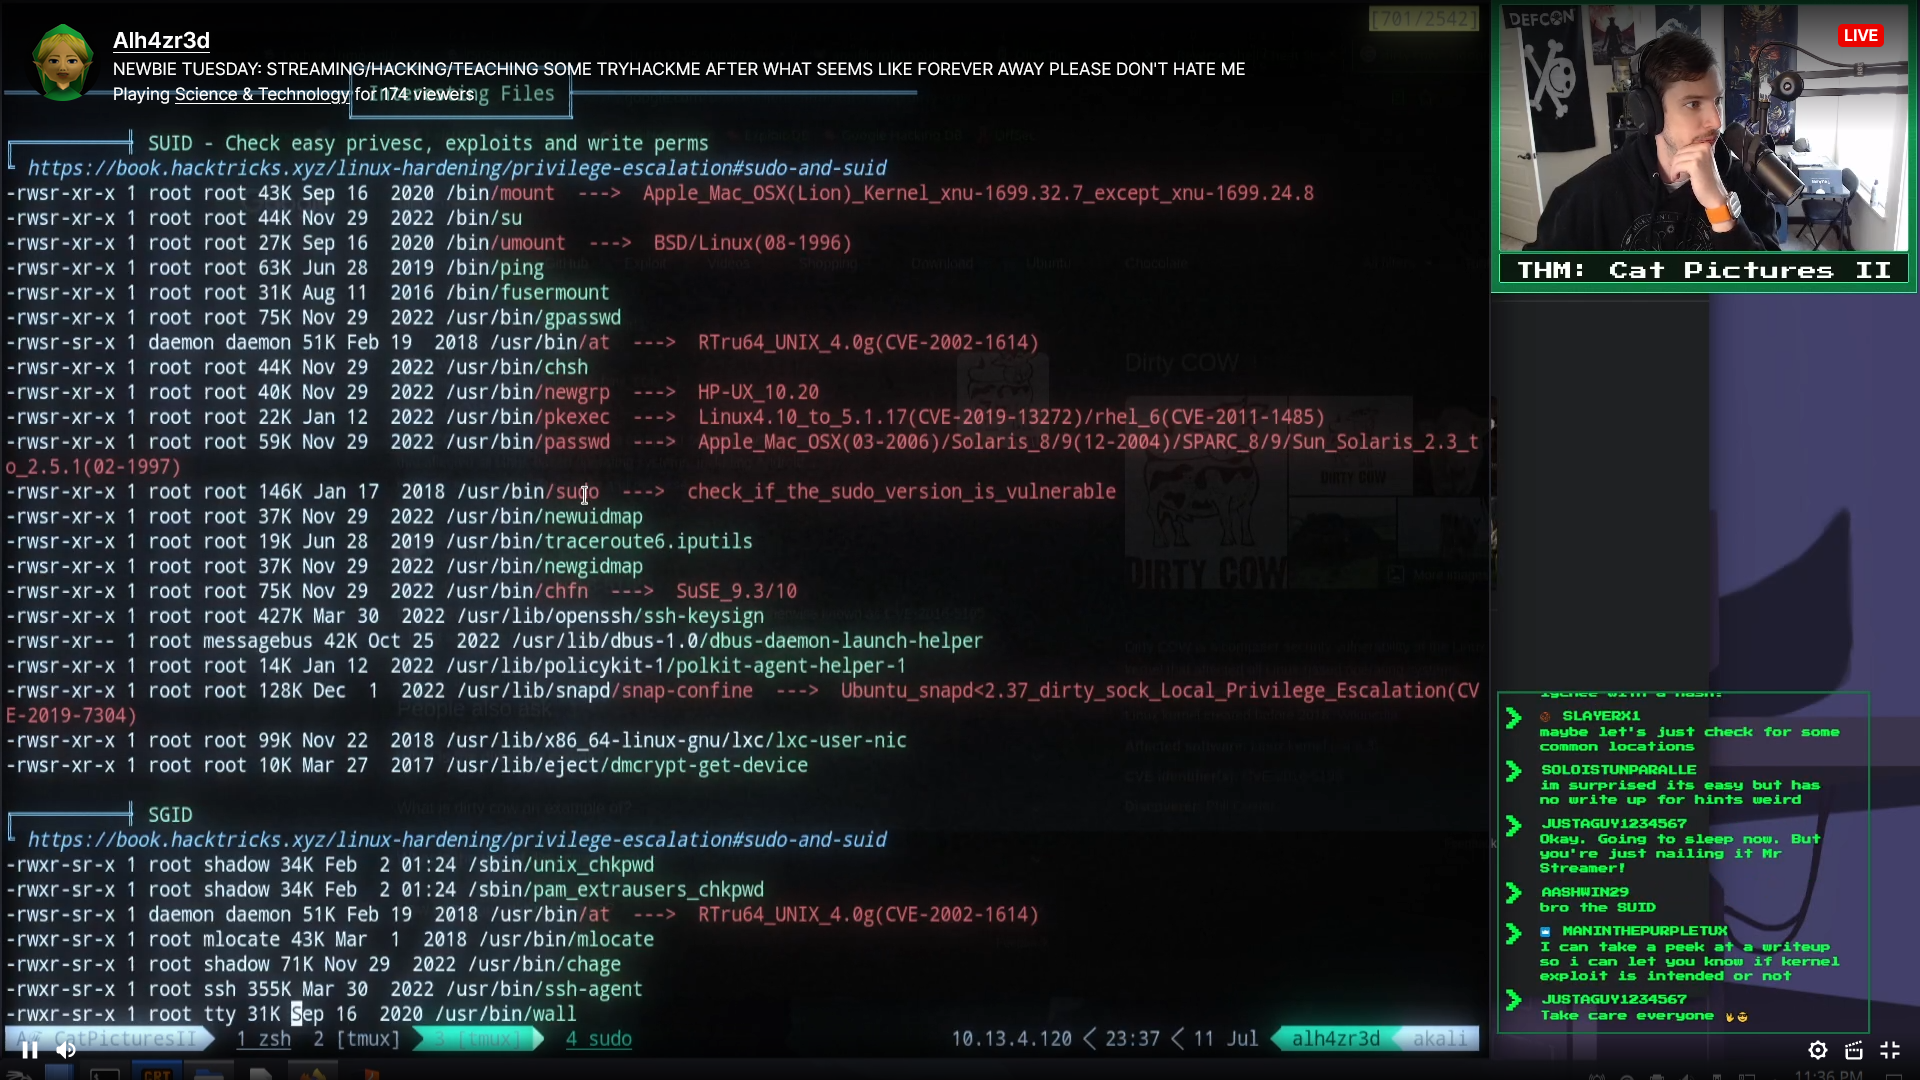 [701/2542]
DEFCON
LIVE
Alh4zr3d
NEWBIE TUESDAY: STREAMING/HACKING/TEACHING SOME TRYHACKME AFTER WHAT SEEMS LIKE FOREVER AWAY PLEASE DON'T HATE ME
Playing Science & Technology for 174 viewers
Interesting Files
SUID - Check easy privesc, exploits and write perms
https://book.hacktricks.xyz/linux-hardening/privilege-escalation#sudo-and-suid
-rwsr-xr-x 1 root root 43K Sep 16  2020 /bin/mount  --->  Apple_Mac_OSX(Lion)_Kernel_xnu-1699.32.7_except_xnu-1699.24.8
-rwsr-xr-x 1 root root 44K Nov 29  2022 /bin/su
-rwsr-xr-x 1 root root 27K Sep 16  2020 /bin/umount  --->  BSD/Linux(08-1996)
-rwsr-xr-x 1 root root 63K Jun 28  2019 /bin/ping
-rwsr-xr-x 1 root root 31K Aug 11  2016 /bin/fusermount
-rwsr-xr-x 1 root root 75K Nov 29  2022 /usr/bin/gpasswd
-rwsr-sr-x 1 daemon daemon 51K Feb 19  2018 /usr/bin/at  --->  RTru64_UNIX_4.0g(CVE-2002-1614)
-rwsr-xr-x 1 root root 44K Nov 29  2022 /usr/bin/chsh
-rwsr-xr-x 1 root root 40K Nov 29  2022 /usr/bin/newgrp  --->  HP-UX_10.20
-rwsr-xr-x 1 root root 22K Jan 12  2022 /usr/bin/pkexec  --->  Linux4.10_to_5.1.17(CVE-2019-13272)/rhel_6(CVE-2011-1485)
-rwsr-xr-x 1 root root 59K Nov 29  2022 /usr/bin/passwd  --->  Apple_Mac_OSX(03-2006)/Solaris_8/9(12-2004)/SPARC_8/9/Sun_Solaris_2.3_t
o_2.5.1(02-1997)
-rwsr-xr-x 1 root root 146K Jan 17  2018 /usr/bin/sudo  --->  check_if_the_sudo_version_is_vulnerable
-rwsr-xr-x 1 root root 37K Nov 29  2022 /usr/bin/newuidmap
-rwsr-xr-x 1 root root 19K Jun 28  2019 /usr/bin/traceroute6.iputils
-rwsr-xr-x 1 root root 37K Nov 29  2022 /usr/bin/newgidmap
-rwsr-xr-x 1 root root 75K Nov 29  2022 /usr/bin/chfn  --->  SuSE_9.3/10
-rwsr-xr-x 1 root root 427K Mar 30  2022 /usr/lib/openssh/ssh-keysign
-rwsr-xr-- 1 root messagebus 42K Oct 25  2022 /usr/lib/dbus-1.0/dbus-daemon-launch-helper
-rwsr-xr-x 1 root root 14K Jan 12  2022 /usr/lib/policykit-1/polkit-agent-helper-1
-rwsr-xr-x 1 root root 128K Dec  1  2022 /usr/lib/snapd/snap-confine  --->  Ubuntu_snapd<2.37_dirty_sock_Local_Privilege_Escalation(CV
E-2019-7304)
-rwsr-xr-x 1 root root 99K Nov 22  2018 /usr/lib/x86_64-linux-gnu/lxc/lxc-user-nic
-rwsr-xr-x 1 root root 10K Mar 27  2017 /usr/lib/eject/dmcrypt-get-device
SGID
https://book.hacktricks.xyz/linux-hardening/privilege-escalation#sudo-and-suid
-rwxr-sr-x 1 root shadow 34K Feb  2 01:24 /sbin/unix_chkpwd
-rwxr-sr-x 1 root shadow 34K Feb  2 01:24 /sbin/pam_extrausers_chkpwd
-rwsr-sr-x 1 daemon daemon 51K Feb 19  2018 /usr/bin/at  --->  RTru64_UNIX_4.0g(CVE-2002-1614)
-rwxr-sr-x 1 root mlocate 43K Mar  1  2018 /usr/bin/mlocate
-rwxr-sr-x 1 root shadow 71K Nov 29  2022 /usr/bin/chage
-rwxr-sr-x 1 root ssh 355K Mar 30  2022 /usr/bin/ssh-agent
-rwxr-sr-x 1 root tty 31K Sep 16  2020 /usr/bin/wall
CatPicturesII 1 zsh 2 [tmux] 3 [tmux] 4 sudo 10.13.4.120 < 23:37 < 11 Jul alh4zr3d akali
Dirty COW
DIRTY COW
People also ask
THM: Cat Pictures II
SLAYERX1
maybe let's just check for some
common locations
SOLOISTUNPARALLE
im surprised its easy but has
no write up for hints weird
JUSTAGUY1234567
Okay. Going to sleep now. But
you're just nailing it Mr
Streamer!
AASHWIN29
bro the SUID
MANINTHEPURPLETUX
I can take a peek at a writeup
so i can let you know if kernel
exploit is intended or not
JUSTAGUY1234567
Take care everyone
11:36 PM